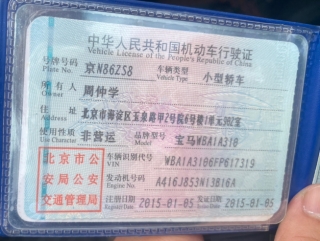 中华人民共和国机动车行驶证
Vehicle License of the People's Republic of China
号牌号码 京N86ZS8 车辆类型 小型轿车
Plate No. Vehicle Type
所有人 周仲学
Owner
住址 北京市海淀区玉泉路甲2号院6号楼1单元902室
Address
使用性质 非营运 品牌型号 宝马WBA1A310
Use Character Model
北京市公安局公安交通管理局
车辆识别代号 WBA1A3106FP617319
VIN
发动机号码 A416J853N13B16A
Engine No.
注册日期 2015-01-05 发证日期 2015-01-05
Register Date Issue Date